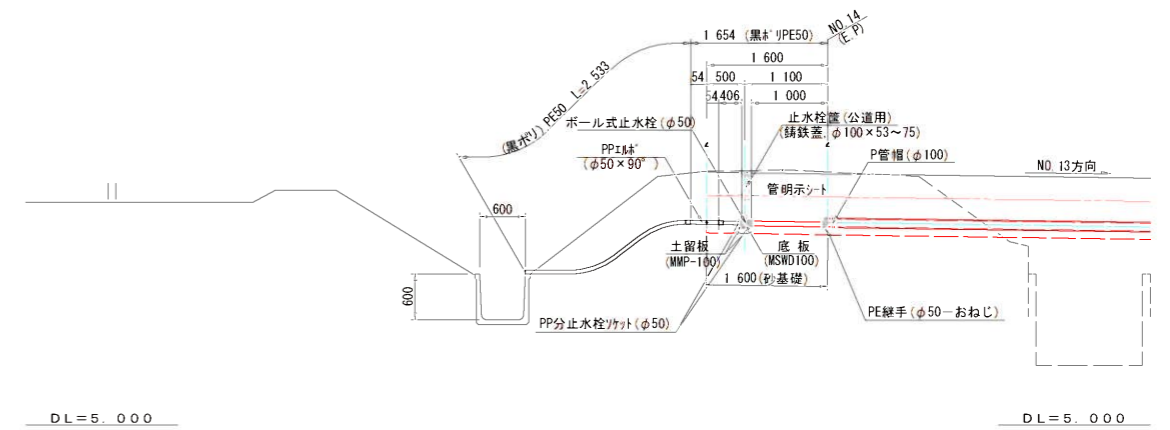 NO.14
(E.P)
1 654 (黒ポリPE50)
1 600
54 500 1 100
54 406 1 000
(黒ポリ) PE50 L=2 533
ボール式止水栓(φ50)
止水栓筐(公道用)
(鋳鉄蓋, φ100×53～75)
PPエルボ
(φ50×90°)
P管帽(φ100)
NO.13方向
管明示シート
600
土留板
(MMP-100)
底 板
(MSWD100)
1 600(砂基礎)
600
PP分止水栓ソケット(φ50)
PE継手(φ50-おねじ)
DL=5. 000
DL=5. 000